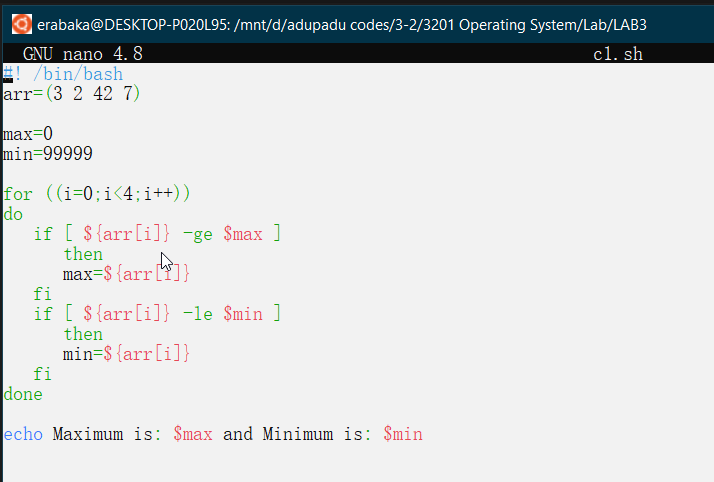 erabaka@DESKTOP-P020L95: /mnt/d/adupadu codes/3-2/3201 Operating System/Lab/LAB3
GNU nano 4.8 cl.sh
#! /bin/bash
arr=(3 2 42 7)
max=0
min=99999
for ((i=0;i<4;i++))
do
if [ ${arr[i]} -ge $max ]
then
max=${arr[i]}
fi
if [ ${arr[i]} -le $min ]
then
min=${arr[i]}
fi
done
echo Maximum is: $max and Minimum is: $min